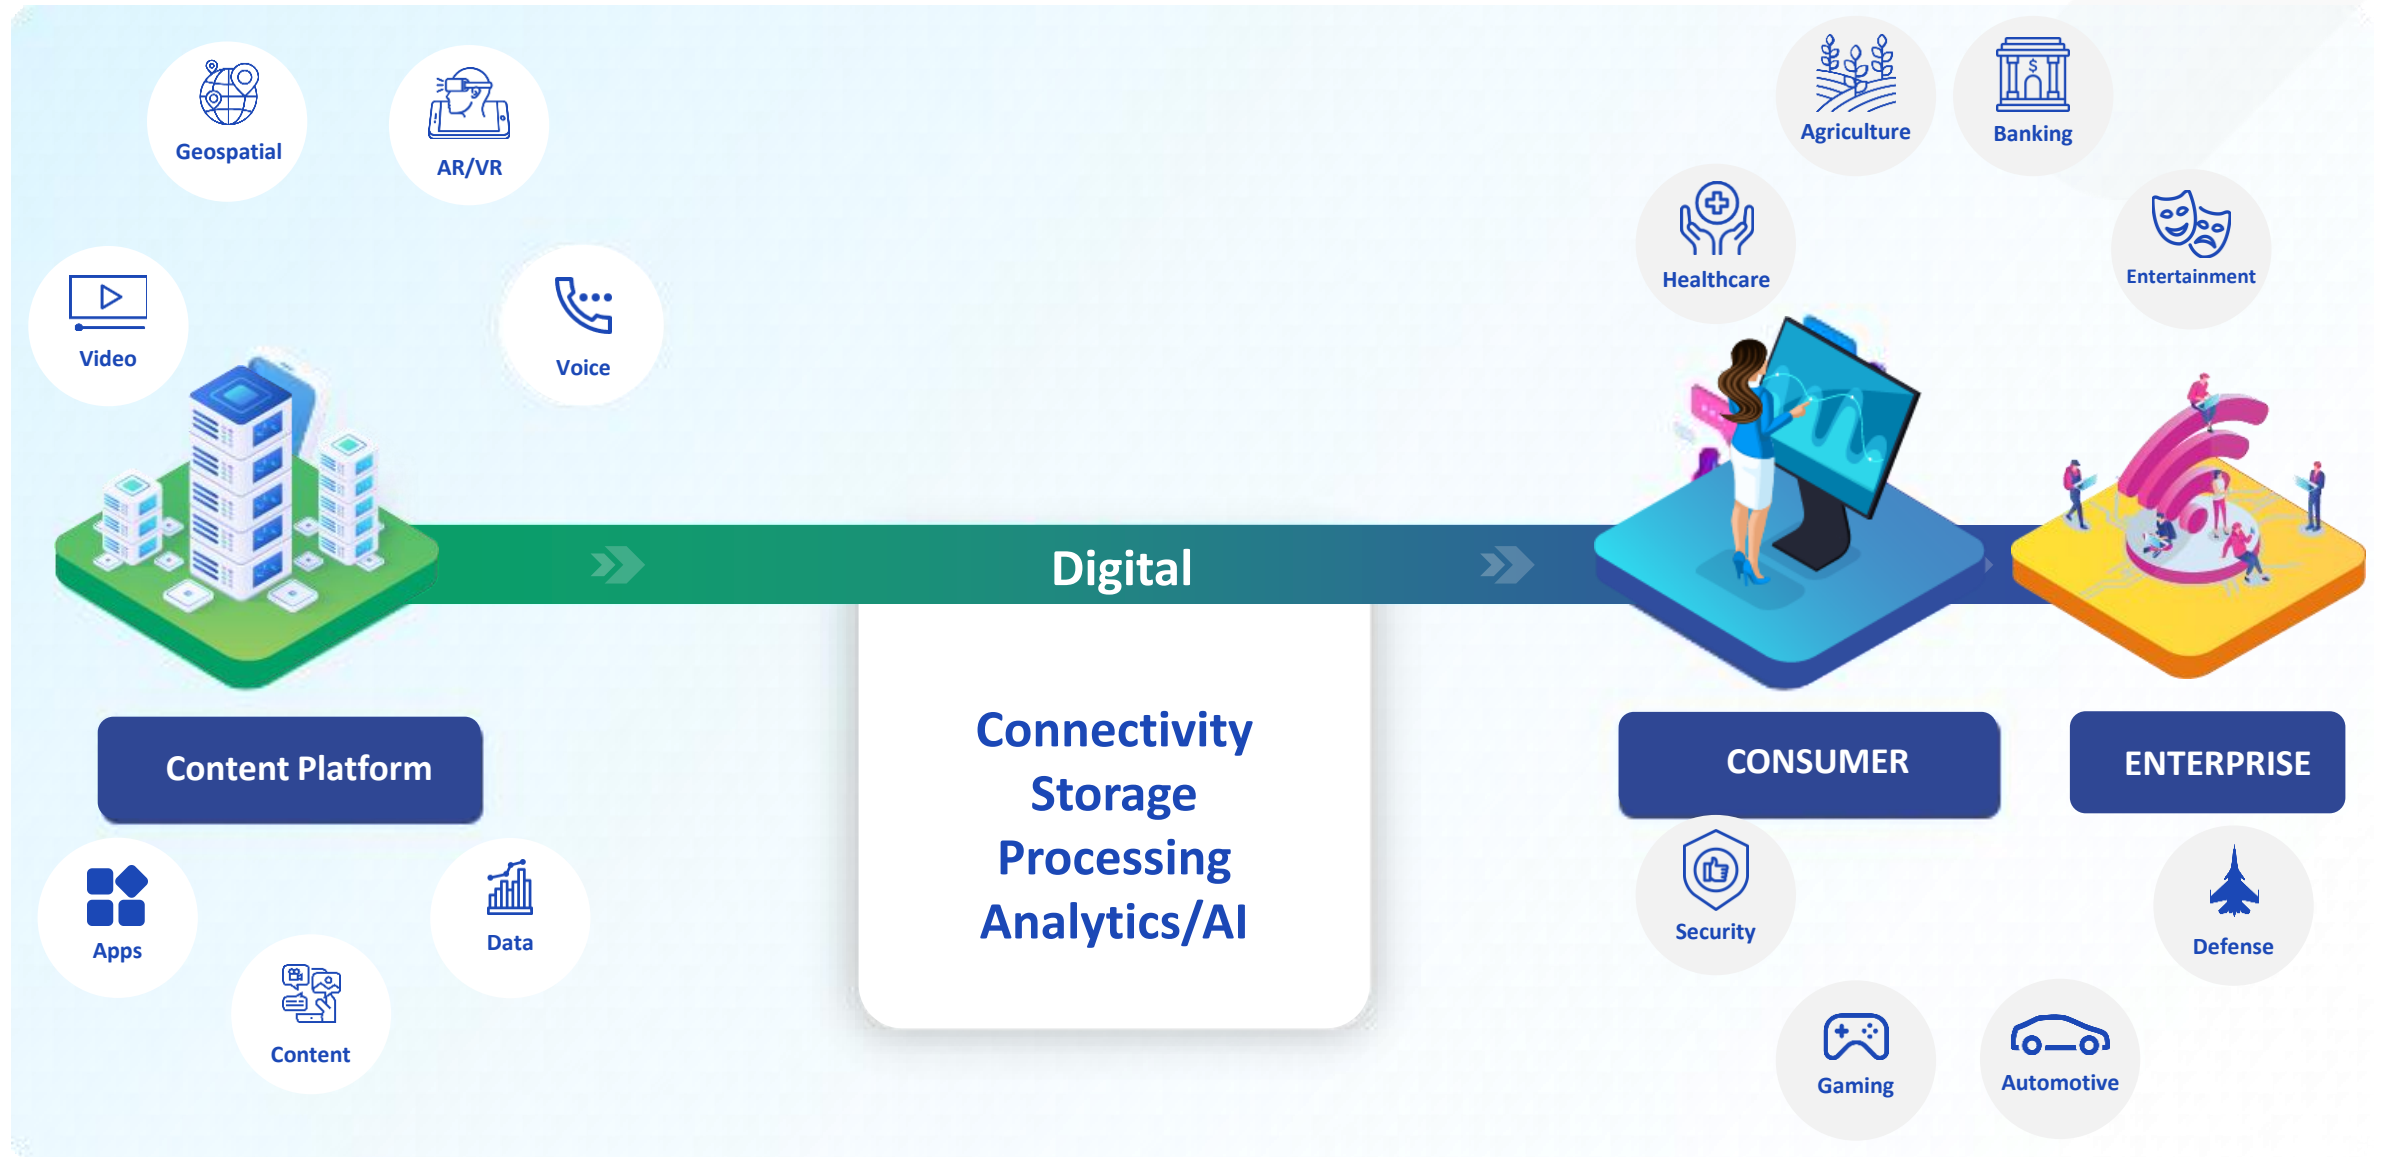 Geospatial
AR/VR
Video
Voice
Content Platform
Apps
Data
Content
Digital
Connectivity
Storage
Processing
Analytics/AI
Agriculture
Banking
Healthcare
Entertainment
CONSUMER
ENTERPRISE
Security
Defense
Gaming
Automotive